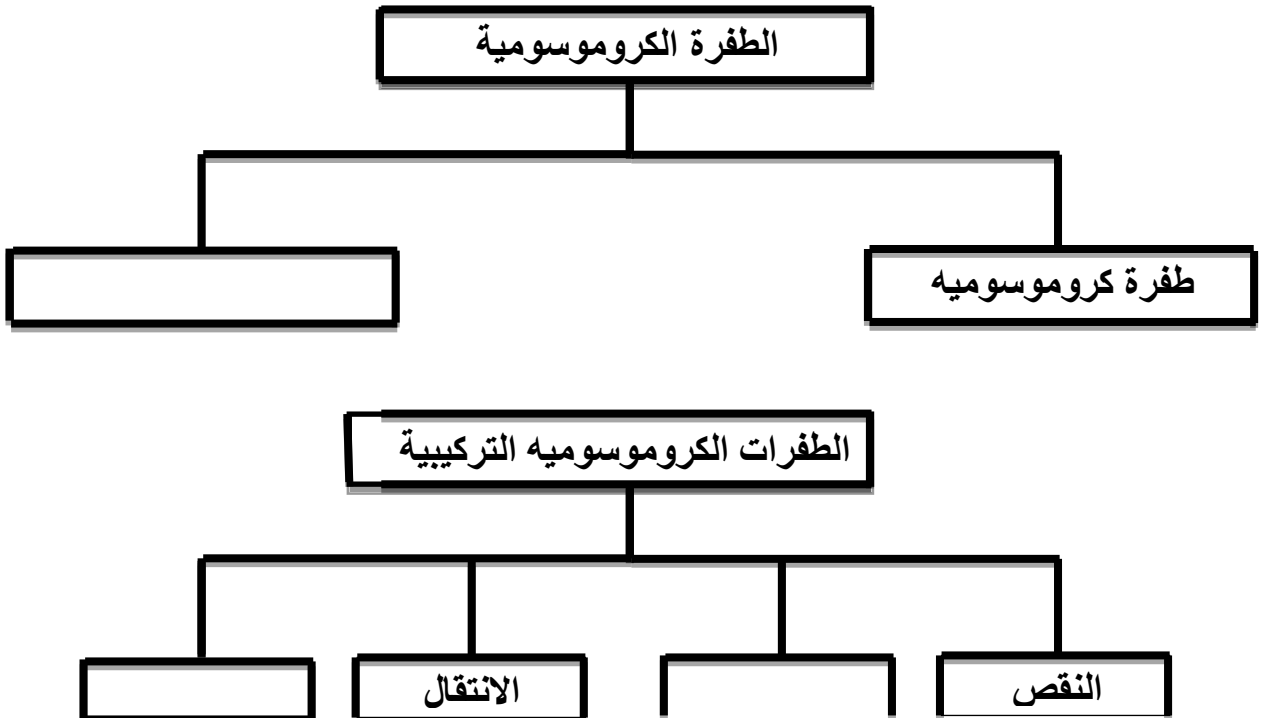 الطفرة الكروموسومية
طفرة كروموسوميه
الطفرات الكروموسوميه التركيبية
النقص
الانتقال